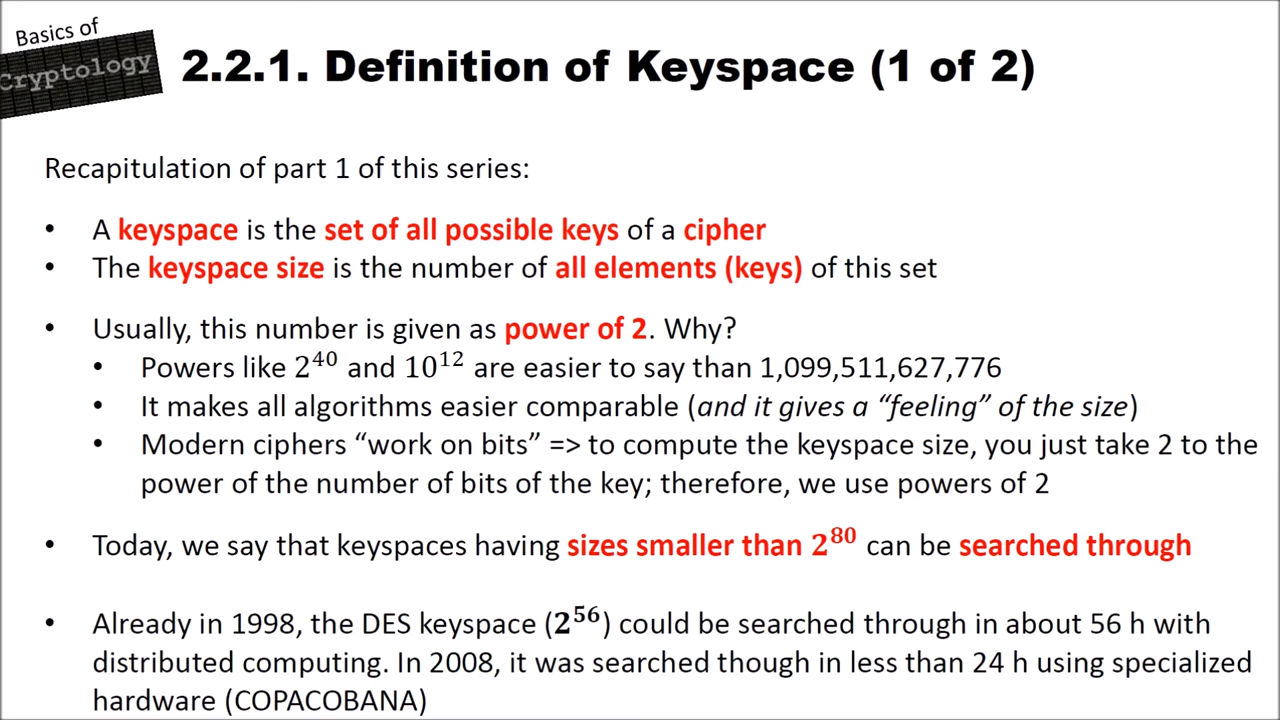 Basics of
Cryptology
2.2.1. Definition of Keyspace (1 of 2)
Recapitulation of part 1 of this series:
• A keyspace is the set of all possible keys of a cipher
• The keyspace size is the number of all elements (keys) of this set
• Usually, this number is given as power of 2. Why?
• Powers like 2⁴⁰ and 10¹² are easier to say than 1,099,511,627,776
• It makes all algorithms easier comparable (and it gives a “feeling” of the size)
• Modern ciphers “work on bits” => to compute the keyspace size, you just take 2 to the
power of the number of bits of the key; therefore, we use powers of 2
• Today, we say that keyspaces having sizes smaller than 2⁸⁰ can be searched through
• Already in 1998, the DES keyspace (2⁵⁶) could be searched through in about 56 h with
distributed computing. In 2008, it was searched though in less than 24 h using specialized
hardware (COPACOBANA)